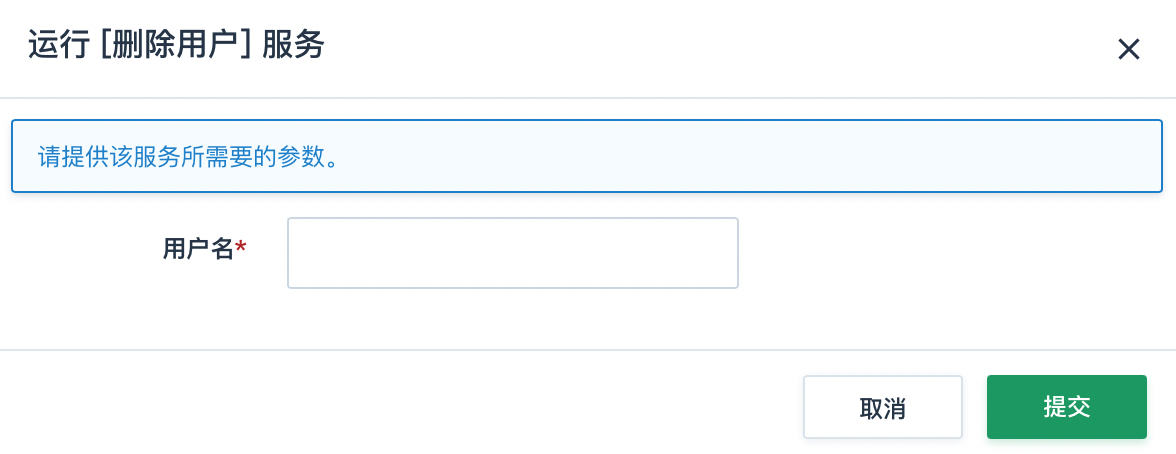 运行 [删除用户] 服务
请提供该服务所需要的参数。
用户名*
取消
提交